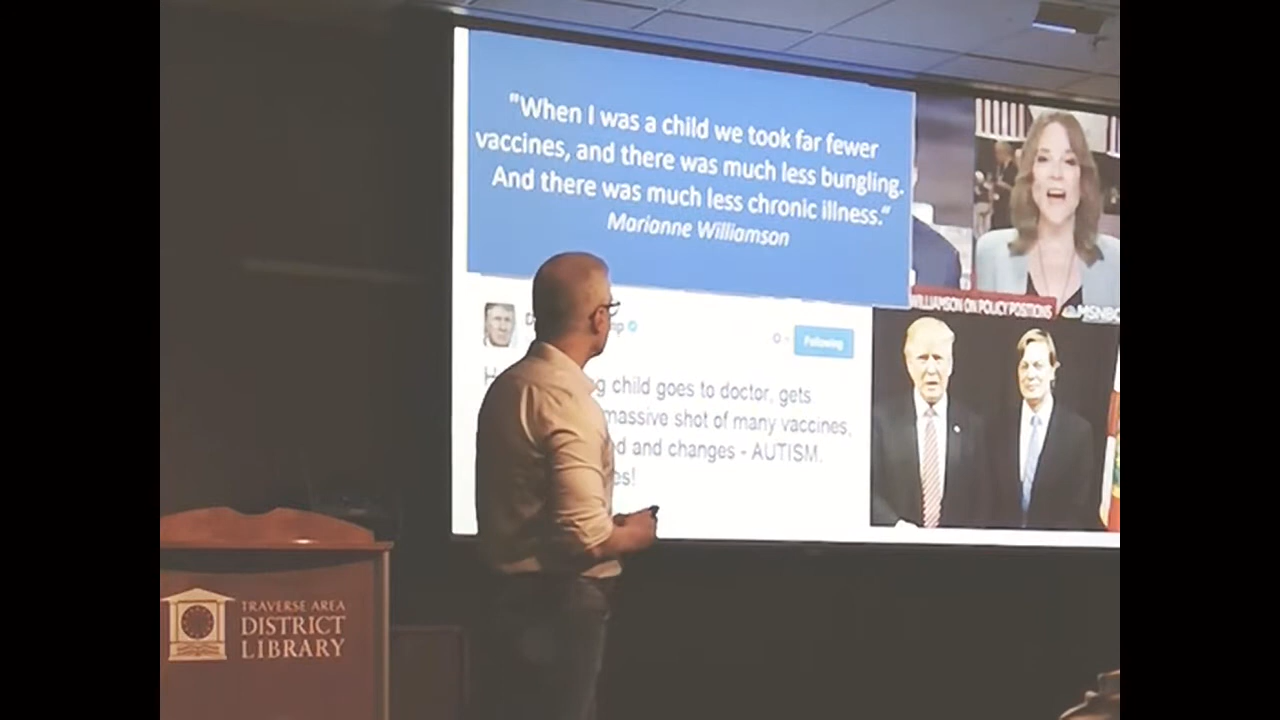 "When I was a child we took far fewer
vaccines, and there was much less bungling.
And there was much less chronic illness."
Marianne Williamson
WILLIAMSON ON POLICY POSITIONS
MSNBC
Following
child goes to doctor, gets
massive shot of many vaccines,
and changes - AUTISM.
TRAVERSE AREA
DISTRICT
LIBRARY